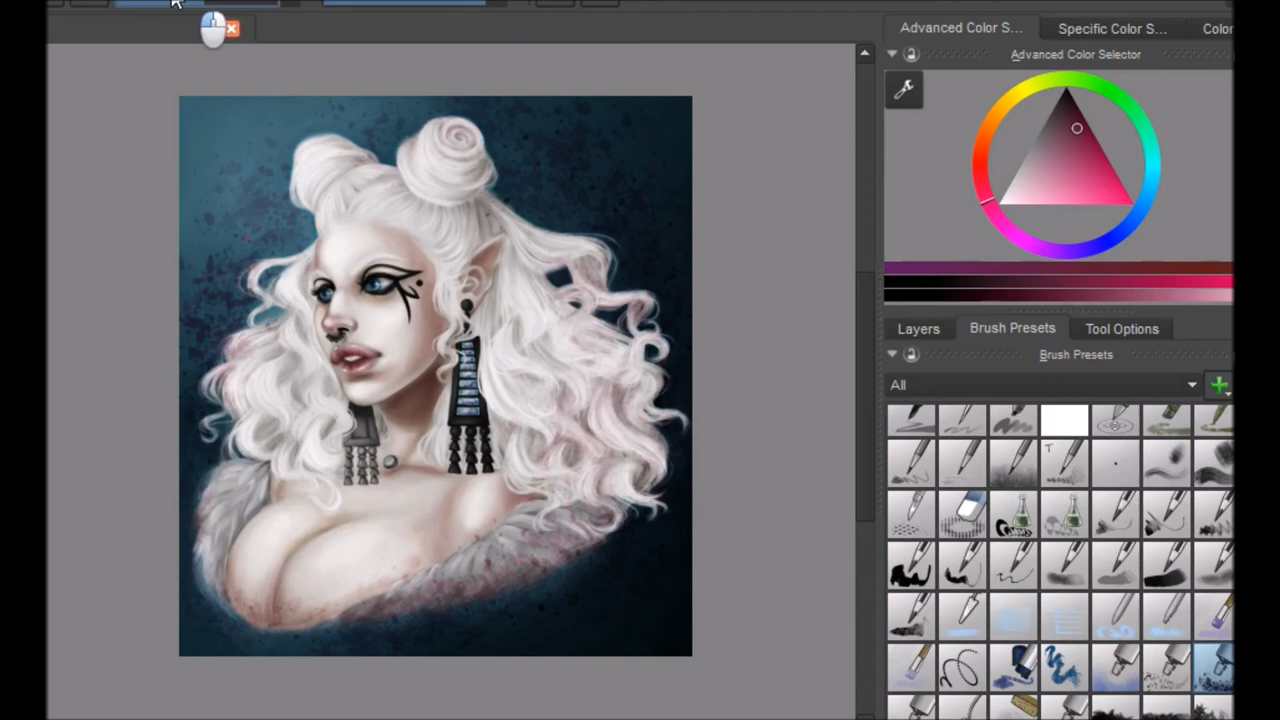 Advanced Color S... Specific Color S... Color
Advanced Color Selector
Layers Brush Presets Tool Options
Brush Presets
All
T